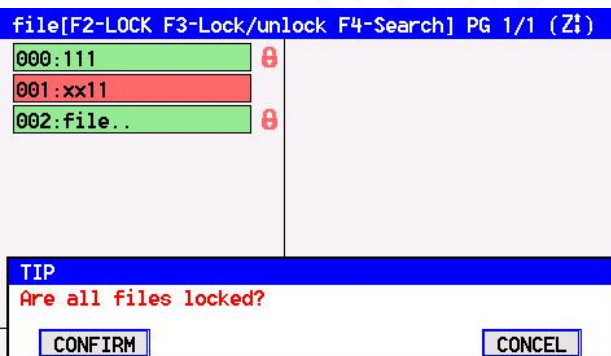 file[F2-LOCK F3-Lock/unlock F4-Search] PG 1/1 (Z↕)
000:111
001:xx11
002:file..
TIP
Are all files locked?
CONFIRM CONCEL